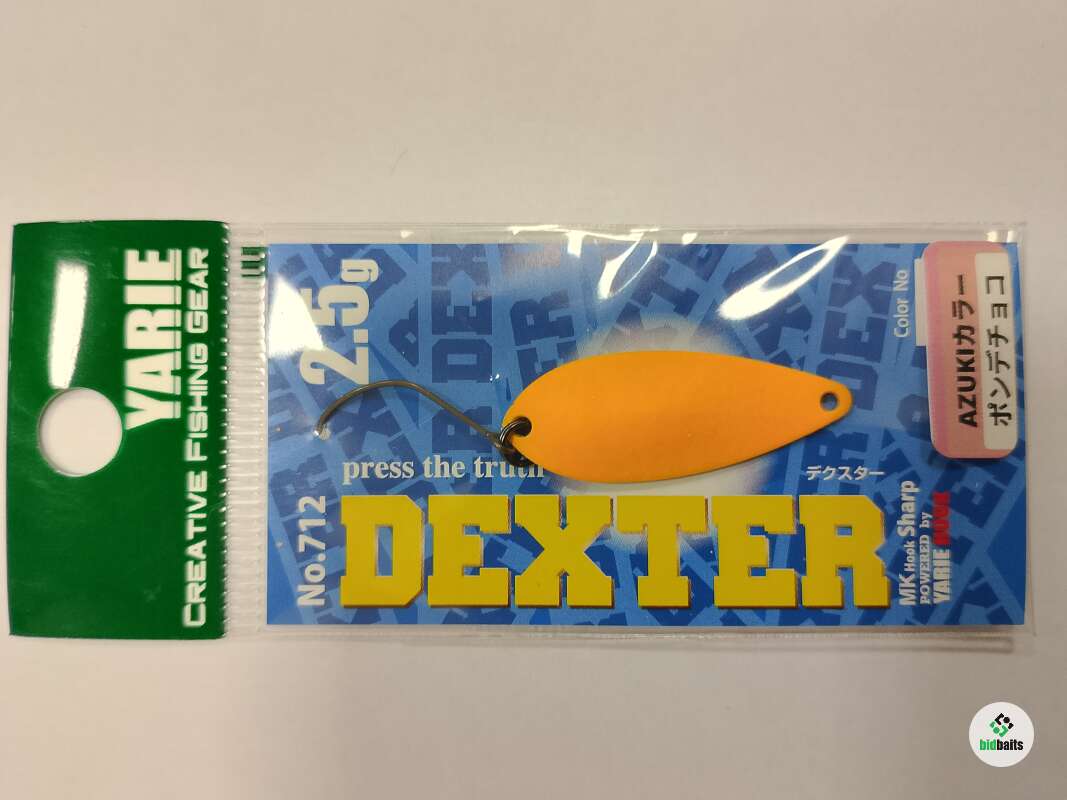 YARIE
CREATIVE FISHING GEAR
2.5g
No.712
press the truth
DEXTER
デクスター
MK Hook Sharp
POWERED by
YARIE HOOK
Color No
AZUKIカラー
ポンデチョコ
bidbaits